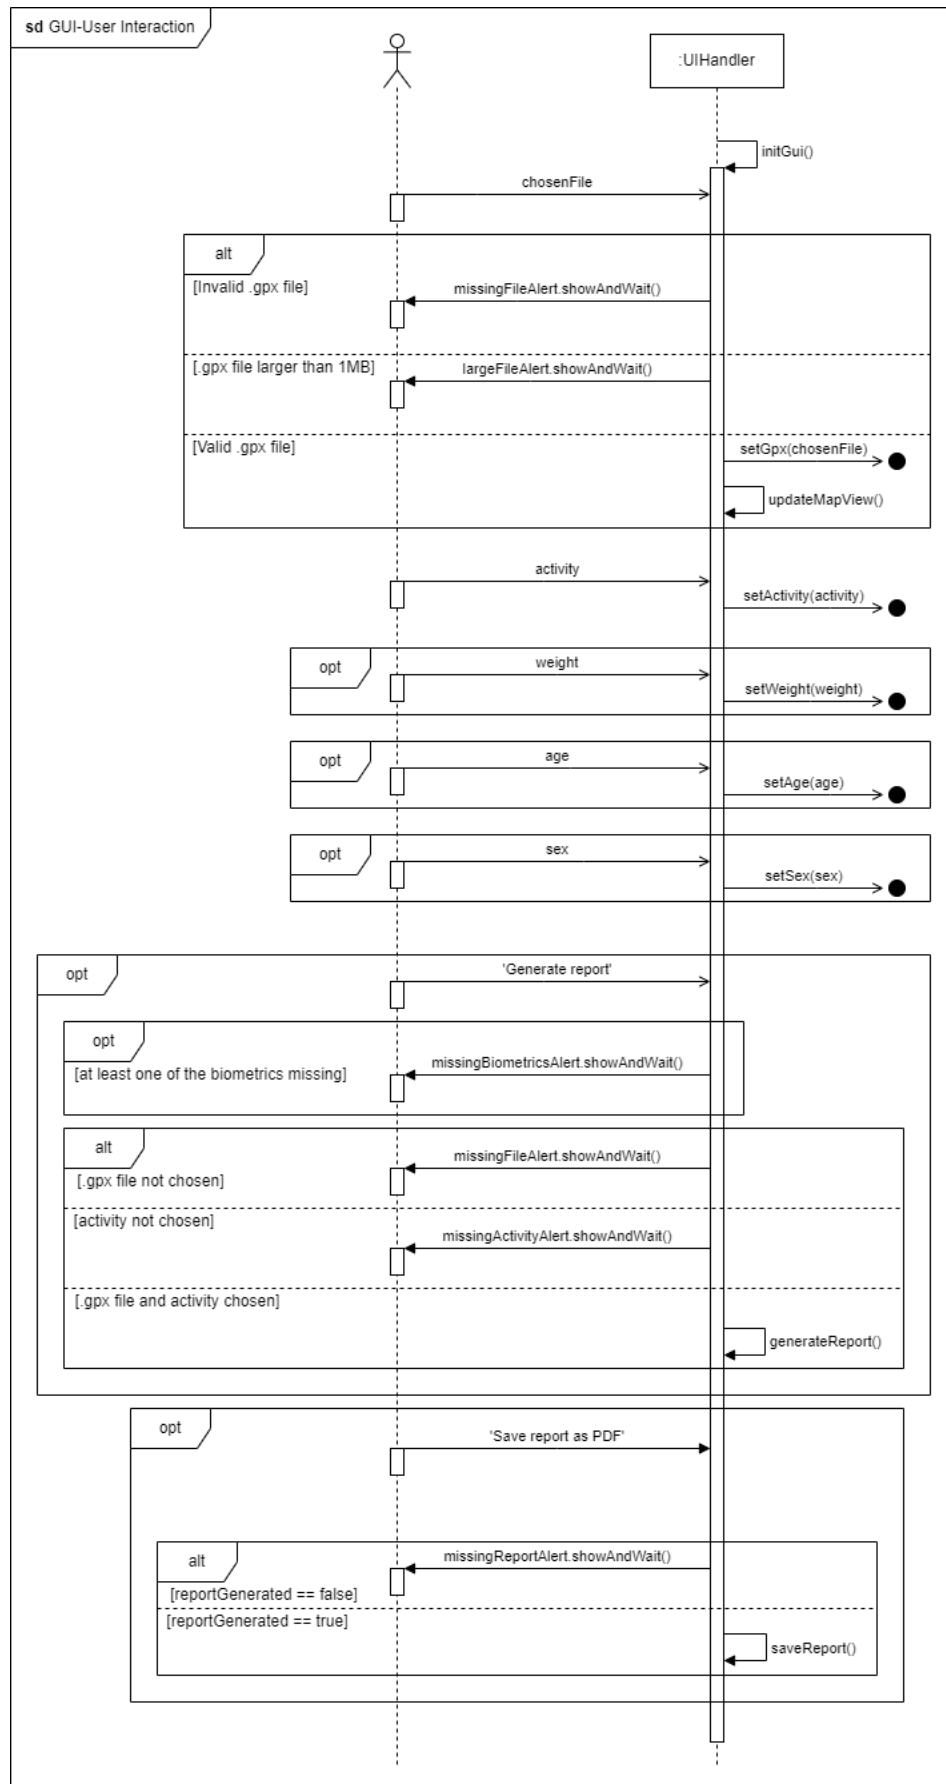 sd GUI-User Interaction
:UIHandler
initGui()
chosenFile
alt
[Invalid .gpx file]
missingFileAlert.showAndWait()
[.gpx file larger than 1MB]
largeFileAlert.showAndWait()
[Valid .gpx file]
setGpx(chosenFile)
updateMapView()
activity
setActivity(activity)
opt
weight
setWeight(weight)
opt
age
setAge(age)
opt
sex
setSex(sex)
opt
'Generate report'
opt
[at least one of the biometrics missing]
missingBiometricsAlert.showAndWait()
alt
missingFileAlert.showAndWait()
[.gpx file not chosen]
[activity not chosen]
missingActivityAlert.showAndWait()
[.gpx file and activity chosen]
generateReport()
opt
'Save report as PDF'
alt
missingReportAlert.showAndWait()
[reportGenerated == false]
[reportGenerated == true]
saveReport()